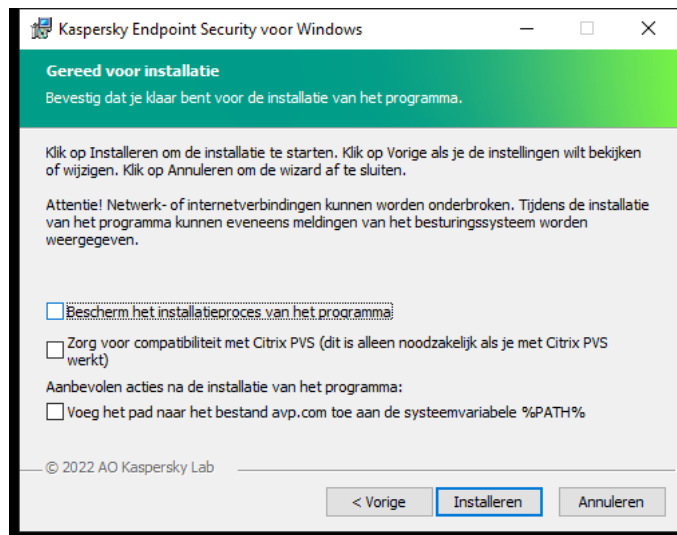 Kaspersky Endpoint Security voor Windows
Gereed voor installatie
Bevestig dat je klaar bent voor de installatie van het programma.
Klik op Installeren om de installatie te starten. Klik op Vorige als je de instellingen wilt bekijken
of wijzigen. Klik op Annuleren om de wizard af te sluiten.
Attentie! Netwerk- of internetverbindingen kunnen worden onderbroken. Tijdens de installatie
van het programma kunnen eveneens meldingen van het besturingssysteem worden
weergegeven.
Bescherm het installatieproces van het programma
Zorg voor compatibiliteit met Citrix PVS (dit is alleen noodzakelijk als je met Citrix PVS
werkt)
Aanbevolen acties na de installatie van het programma:
Voeg het pad naar het bestand avp.com toe aan de systeemvariabele %PATH%
© 2022 AO Kaspersky Lab
< Vorige
Installeren
Annuleren